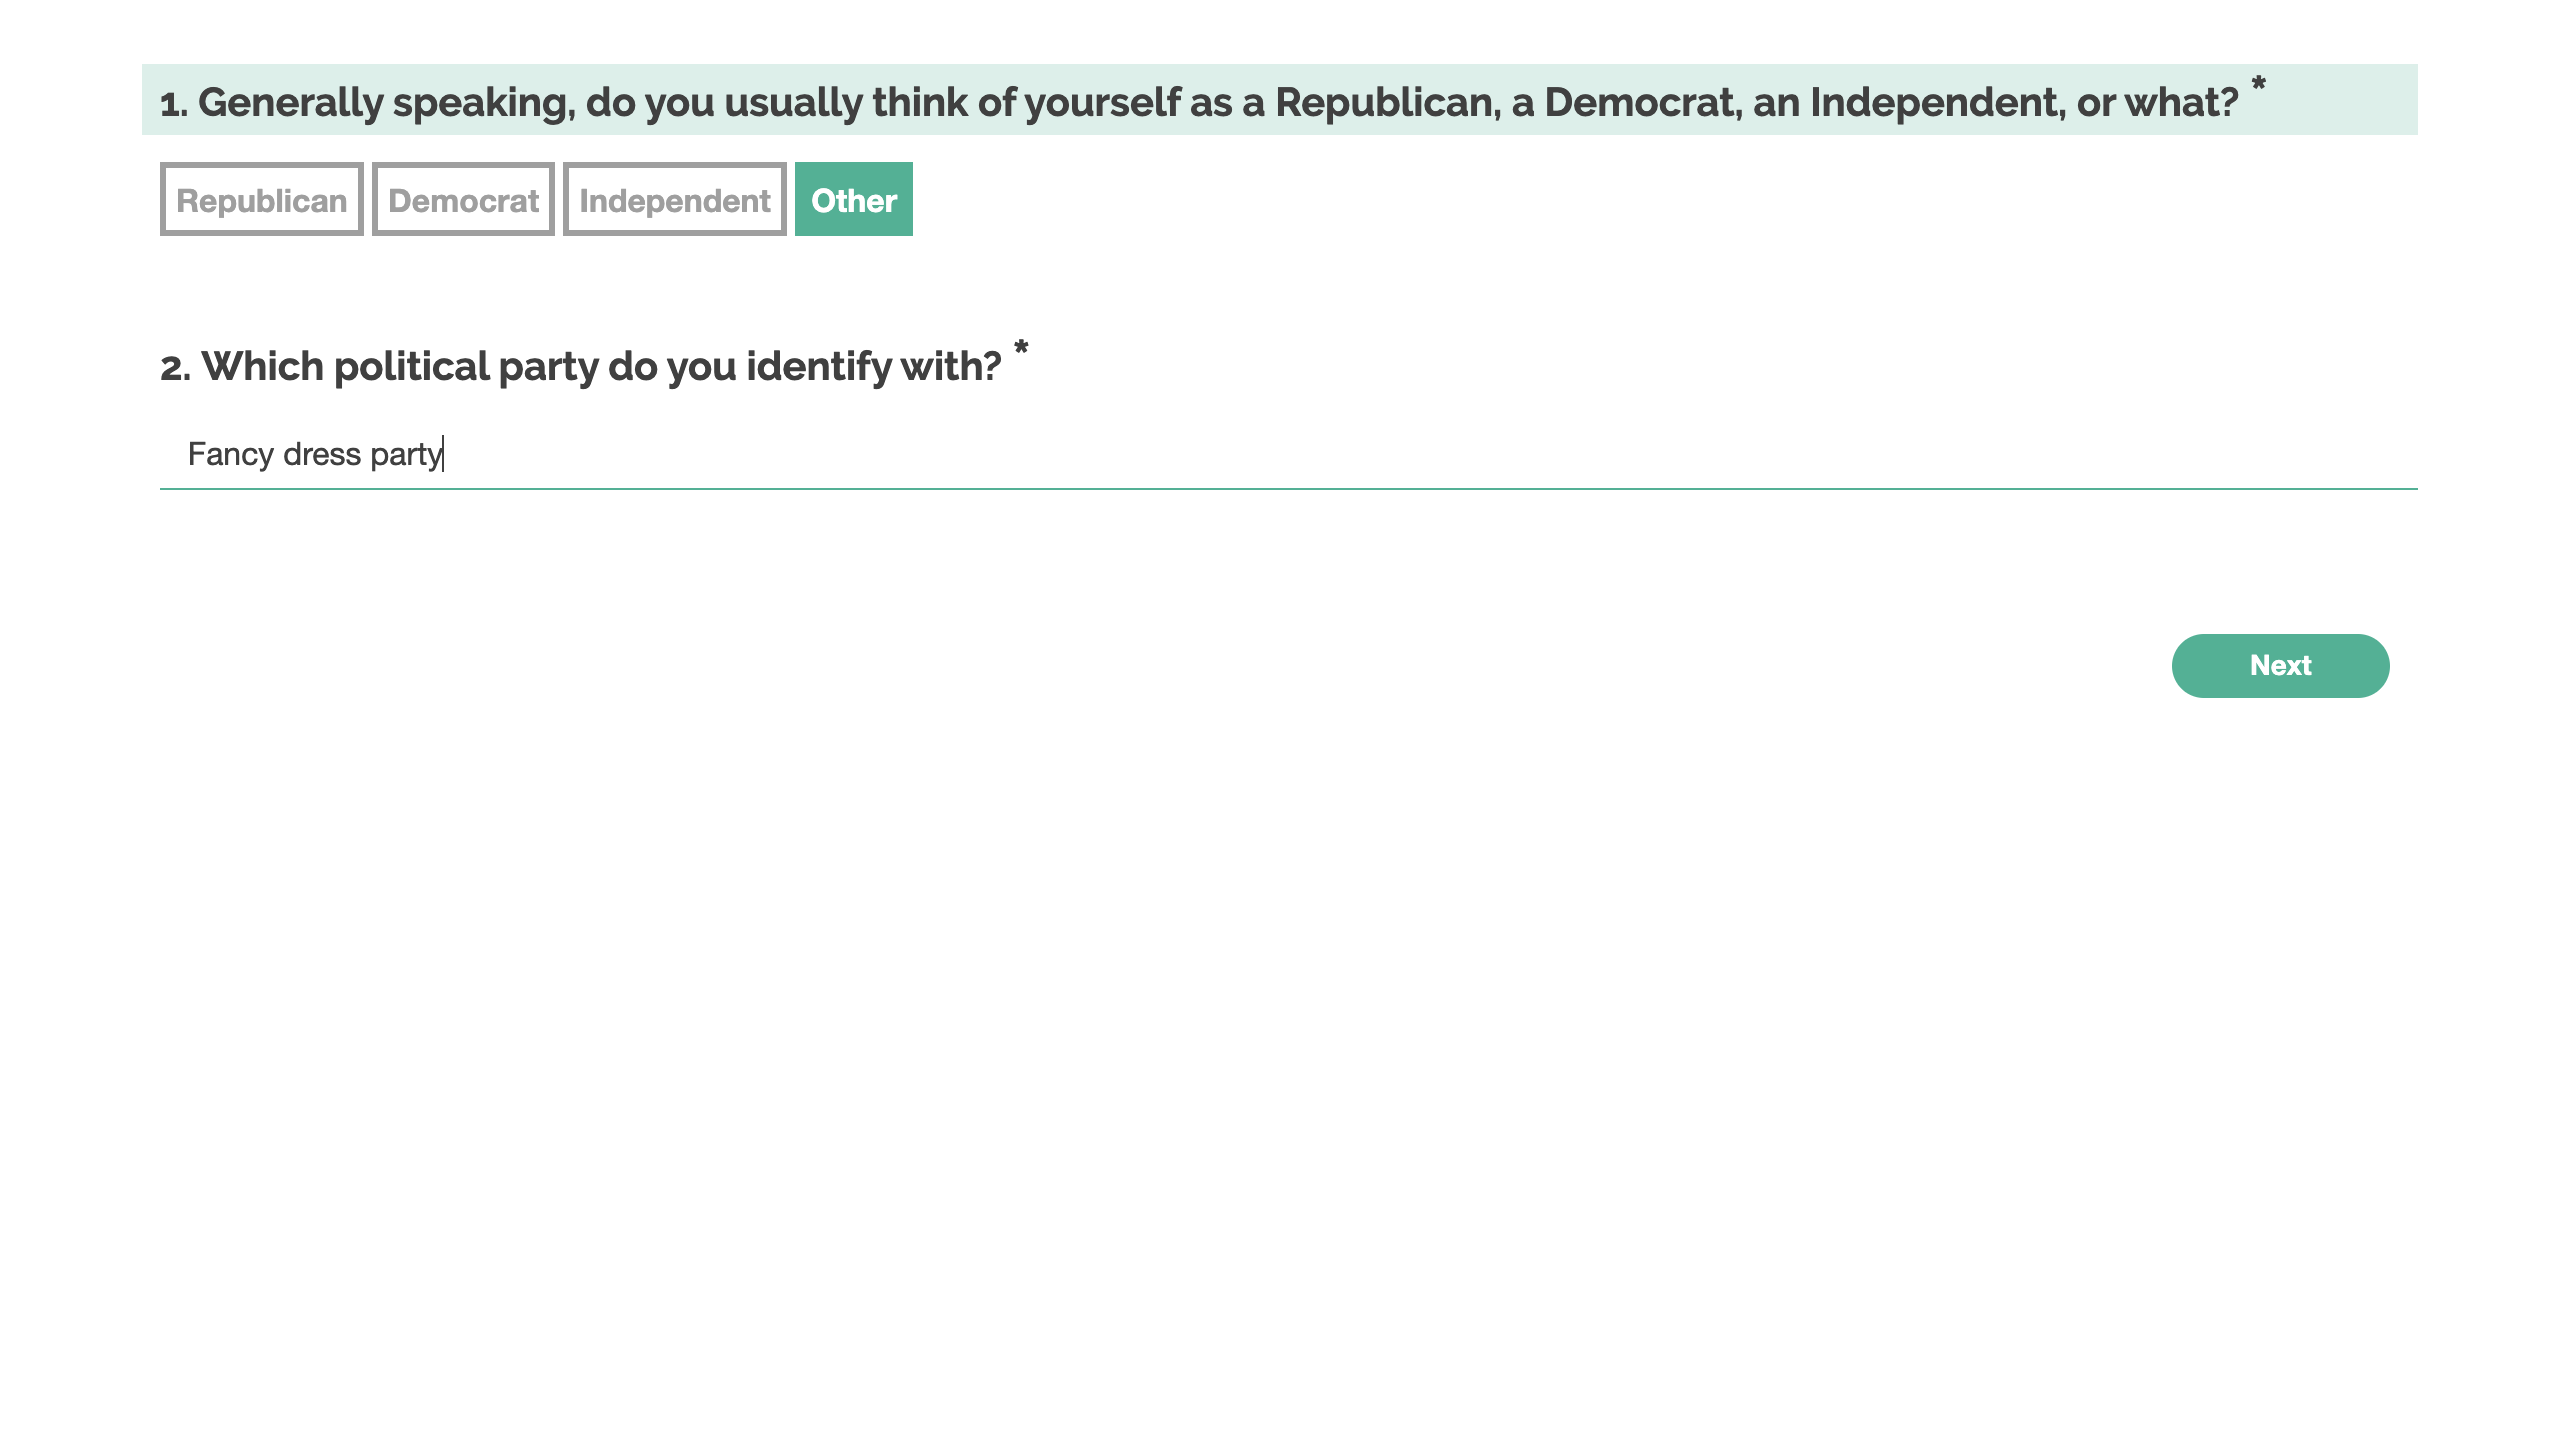 1. Generally speaking, do you usually think of yourself as a Republican, a Democrat, an Independent, or what? *
Republican Democrat Independent Other
2. Which political party do you identify with? *
Fancy dress party
Next